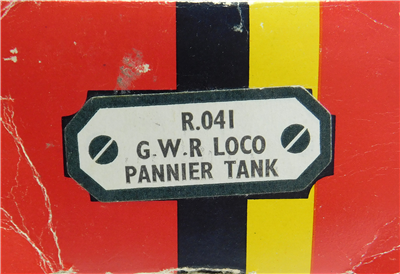 R.041
G.W.R LOCO
PANNIER TANK